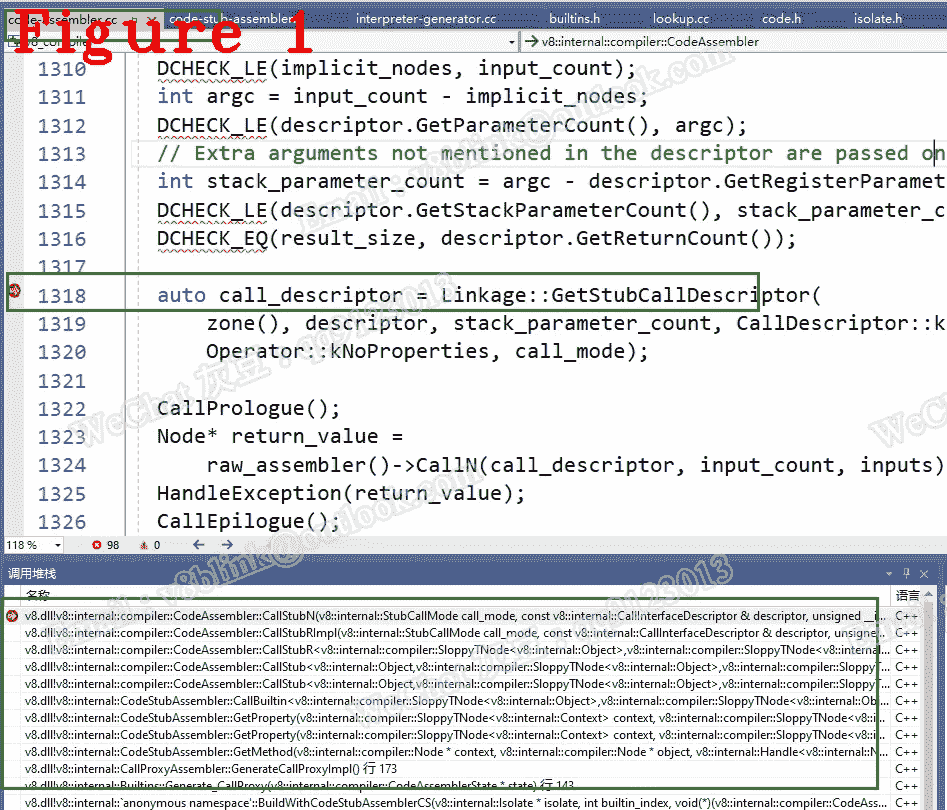 Figure 1
code-assembler.cc code-stub-assembler interpreter-generator.cc builtins.h lookup.cc code.h isolate.h
v8_compiler v8::internal::compiler::CodeAssembler
1310 DCHECK_LE(implicit_nodes, input_count);
1311 int argc = input_count - implicit_nodes;
1312 DCHECK_LE(descriptor.GetParameterCount(), argc);
1313 // Extra arguments not mentioned in the descriptor are passed on
1314 int stack_parameter_count = argc - descriptor.GetRegisterParamet
1315 DCHECK_LE(descriptor.GetStackParameterCount(), stack_parameter_c
1316 DCHECK_EQ(result_size, descriptor.GetReturnCount());
1317
1318 auto call_descriptor = Linkage::GetStubCallDescriptor(
1319 zone(), descriptor, stack_parameter_count, CallDescriptor::k
1320 Operator::kNoProperties, call_mode);
1321
1322 CallPrologue();
1323 Node* return_value =
1324 raw_assembler()->CallN(call_descriptor, input_count, inputs)
1325 HandleException(return_value);
1326 CallEpilogue();
118 % 98 0
调用堆栈
名称 语言
v8.dll!v8::internal::compiler::CodeAssembler::CallStubN(v8::internal::StubCallMode call_mode, const v8::internal::CallInterfaceDescriptor & descriptor, unsigned __i... C++
v8.dll!v8::internal::compiler::CodeAssembler::CallStubRImpl(v8::internal::StubCallMode call_mode, const v8::internal::CallInterfaceDescriptor & descriptor, unsigne... C++
v8.dll!v8::internal::compiler::CodeAssembler::CallStubR<v8::internal::compiler::SloppyTNode<v8::internal::Object>,v8::internal::compiler::SloppyTNode<v8::internal... C++
v8.dll!v8::internal::compiler::CodeAssembler::CallStub<v8::internal::Object,v8::internal::compiler::SloppyTNode<v8::internal::Object>,v8::internal::compiler::SloppyT... C++
v8.dll!v8::internal::compiler::CodeAssembler::CallStub<v8::internal::Object,v8::internal::compiler::SloppyTNode<v8::internal::Object>,v8::internal::compiler::SloppyT... C++
v8.dll!v8::internal::CodeStubAssembler::CallBuiltin<v8::internal::compiler::SloppyTNode<v8::internal::Object>,v8::internal::compiler::SloppyTNode<v8::internal::Ob... C++
v8.dll!v8::internal::CodeStubAssembler::GetProperty(v8::internal::compiler::SloppyTNode<v8::internal::Context> context, v8::internal::compiler::SloppyTNode<v8::in... C++
v8.dll!v8::internal::CodeStubAssembler::GetProperty(v8::internal::compiler::SloppyTNode<v8::internal::Context> context, v8::internal::compiler::SloppyTNode<v8::in... C++
v8.dll!v8::internal::CodeStubAssembler::GetMethod(v8::internal::compiler::Node * context, v8::internal::compiler::Node * object, v8::internal::Handle<v8::internal::N... C++
v8.dll!v8::internal::CallProxyAssembler::GenerateCallProxyImpl() 行 173 C++
v8.dll!v8::internal::Builtins::Generate_CallProxy(v8::internal::compiler::CodeAssemblerState * state) 行 143 C++
v8.dll!v8::internal::`anonymous namespace'::BuildWithCodeStubAssemblerCS(v8::internal::Isolate * isolate, int builtin_index, void(*)(v8::internal::compiler::CodeAss... C++